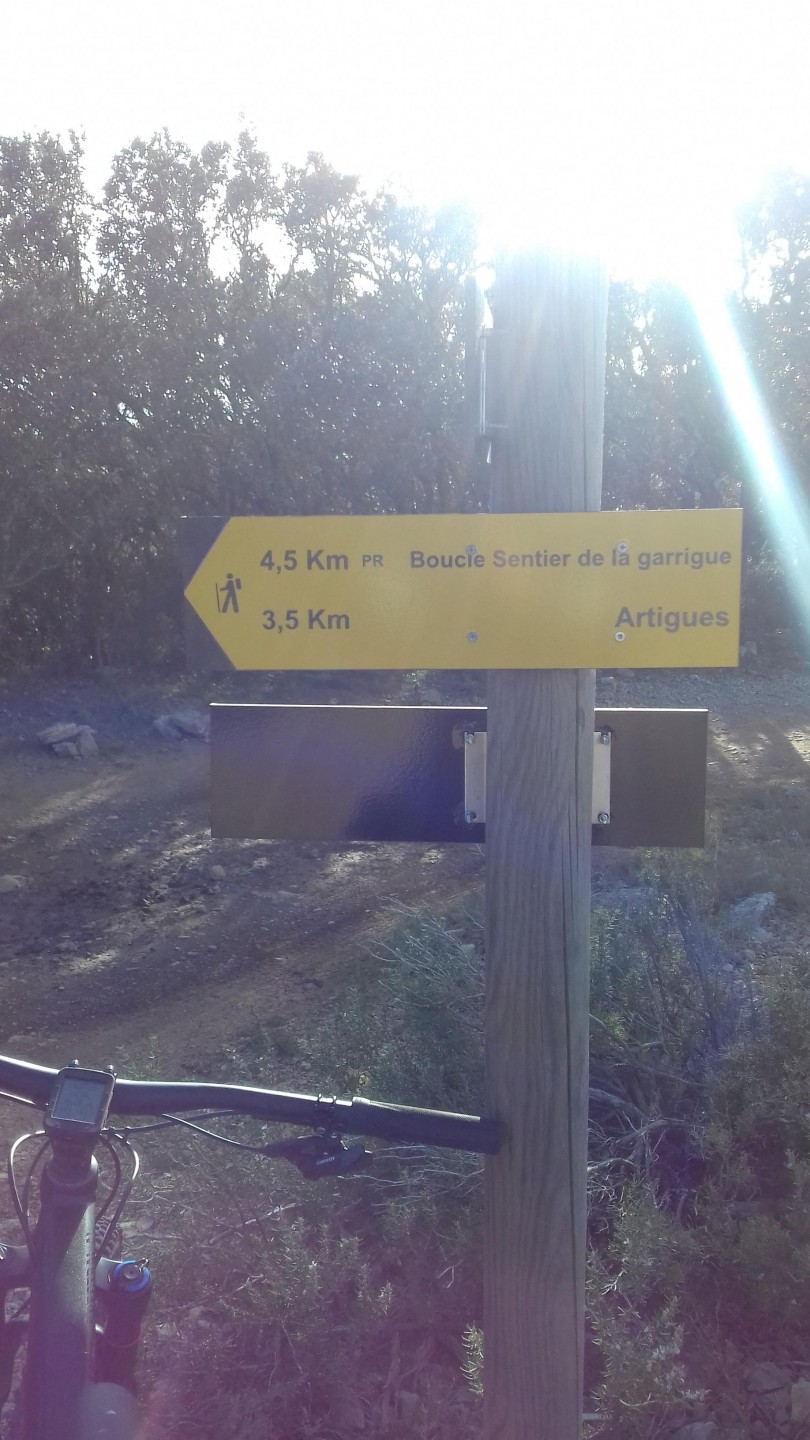 4,5 Km PR Boucle Sentier de la garrigue
3,5 Km Artigues